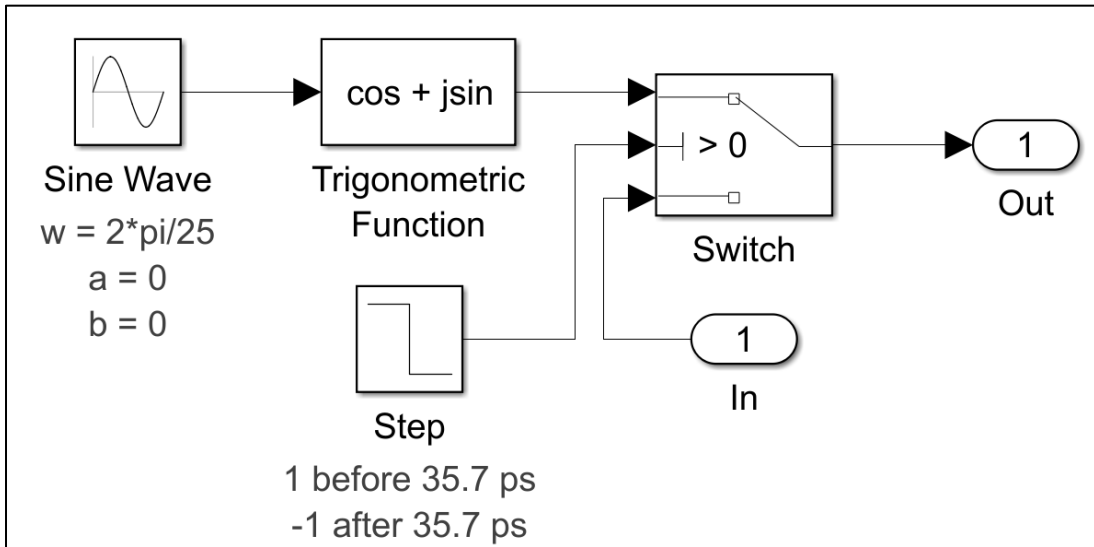 cos + jsin
> 0
1
Sine Wave
Trigonometric
Function
Out
w = 2*pi/25
a = 0
b = 0
Switch
1
In
Step
1 before 35.7 ps
-1 after 35.7 ps